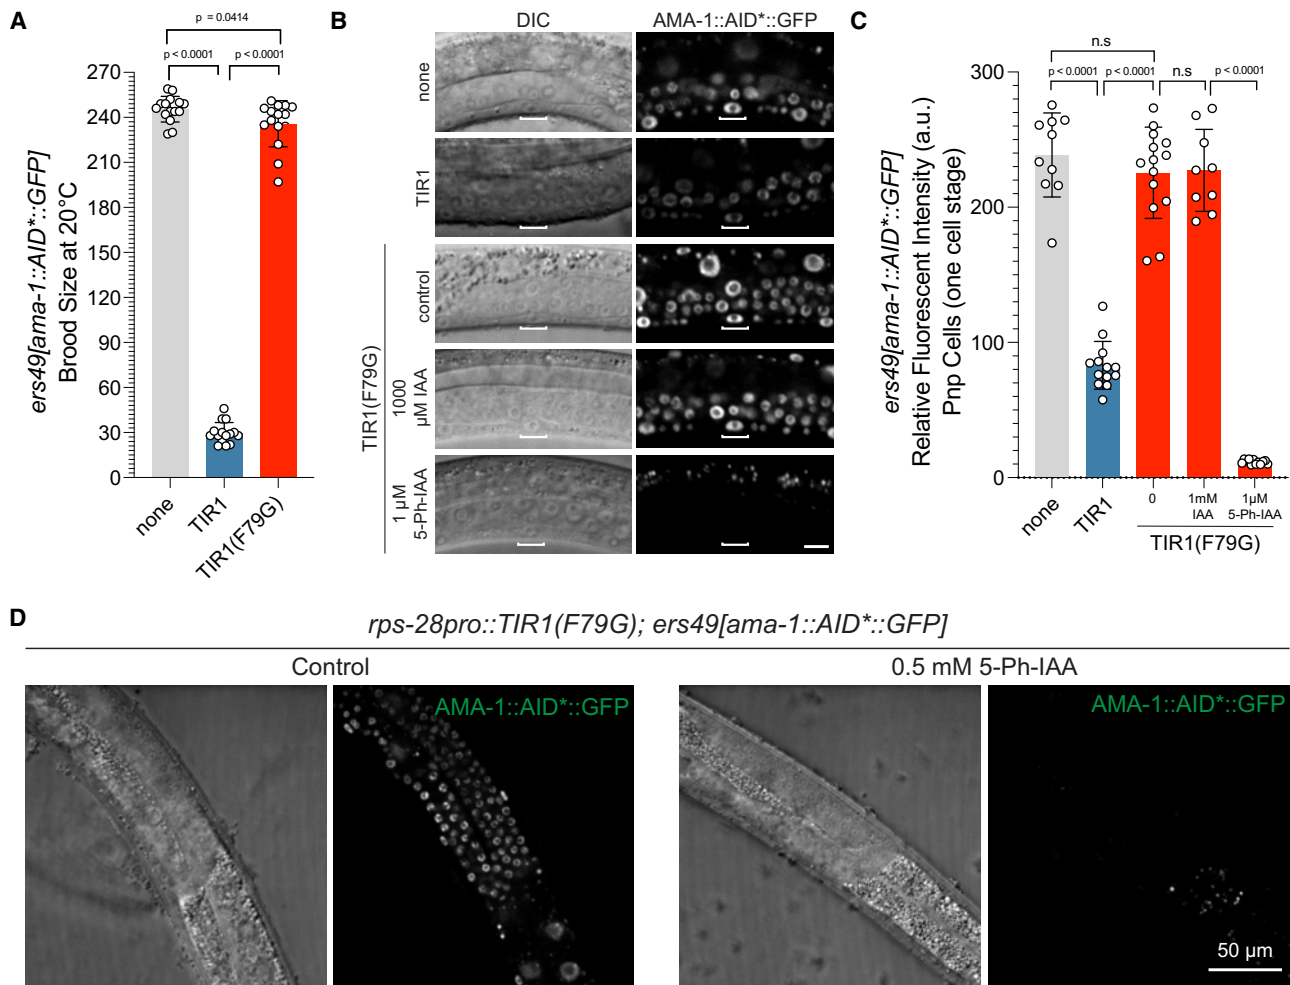 A
p = 0.0414
p < 0.0001
p < 0.0001
ers49[ama-1::AID*::GFP]
Brood Size at 20°C
270
240
210
180
150
120
90
60
30
0
none
TIR1
TIR1(F79G)
B
DIC
AMA-1::AID*::GFP
none
TIR1
TIR1(F79G)
control
1000
µM IAA
1 µM
5-Ph-IAA
C
n.s
p < 0.0001
p < 0.0001
n.s
p < 0.0001
ers49[ama-1::AID*::GFP]
Relative Fluorescent Intensity (a.u.)
Pnp Cells (one cell stage)
300
200
100
0
none
TIR1
0
1mM
IAA
1µM
5-Ph-IAA
TIR1(F79G)
D
rps-28pro::TIR1(F79G); ers49[ama-1::AID*::GFP]
Control
0.5 mM 5-Ph-IAA
AMA-1::AID*::GFP
AMA-1::AID*::GFP
50 µm